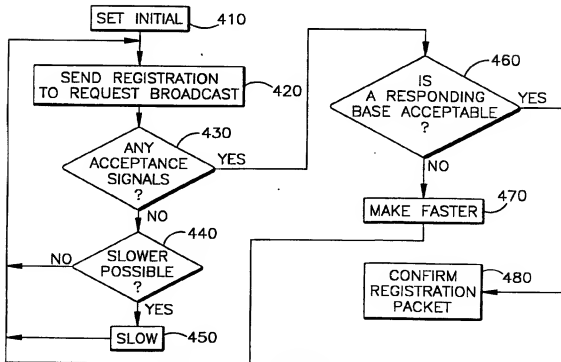 SET INITIAL
410
SEND REGISTRATION
TO REQUEST BROADCAST
420
430
ANY
ACCEPTANCE
SIGNALS
?
YES
NO
440
SLOWER
POSSIBLE
?
NO
YES
SLOW
450
460
IS
A RESPONDING
BASE ACCEPTABLE
?
YES
NO
470
MAKE FASTER
480
CONFIRM
REGISTRATION
PACKET